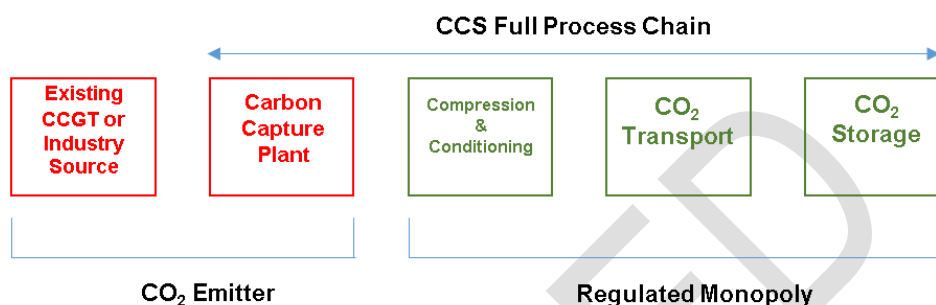 CCS Full Process Chain
Existing
CCGT or
Industry
Source
Carbon
Capture
Plant
Compression
&
Conditioning
CO₂
Transport
CO₂
Storage
CO₂ Emitter
Regulated Monopoly